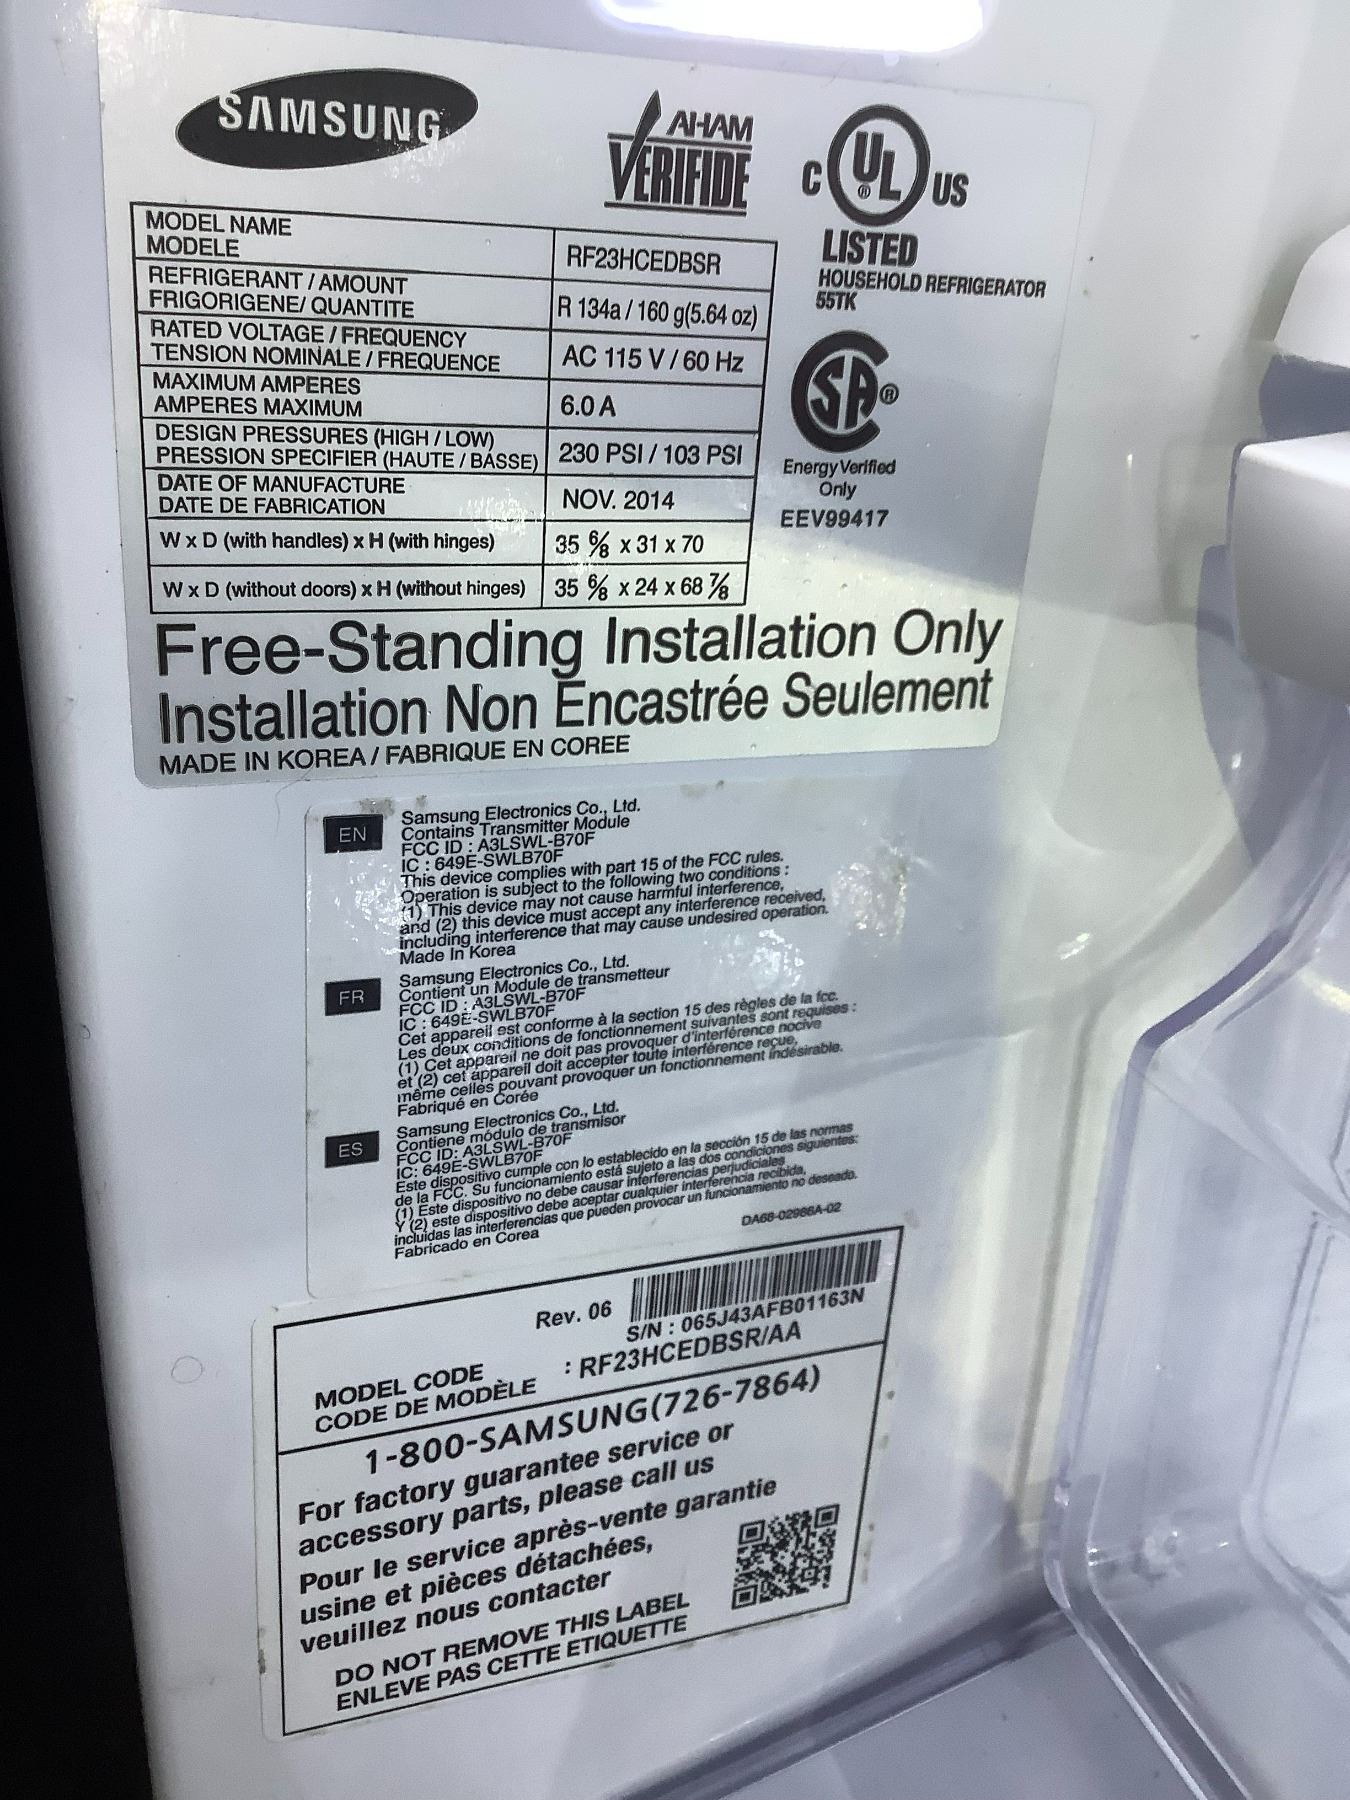 SAMSUNG
AHAM
VERIFIDE
C UL ® US
LISTED
HOUSEHOLD REFRIGERATOR
55TK
MODEL NAME
MODELE
RF23HCEDBSR
REFRIGERANT / AMOUNT
FRIGORIGENE/ QUANTITE
R 134a / 160 g(5.64 oz)
RATED VOLTAGE / FREQUENCY
TENSION NOMINALE / FREQUENCE
AC 115 V / 60 Hz
MAXIMUM AMPERES
AMPERES MAXIMUM
6.0 A
DESIGN PRESSURES (HIGH / LOW)
PRESSION SPECIFIER (HAUTE / BASSE)
230 PSI / 103 PSI
DATE OF MANUFACTURE
DATE DE FABRICATION
NOV. 2014
W x D (with handles) x H (with hinges)
35 6/8 x 31 x 70
W x D (without doors) x H (without hinges)
35 6/8 x 24 x 68 7/8
SA®
Energy Verified
Only
EEV99417
Free-Standing Installation Only
Installation Non Encastrée Seulement
MADE IN KOREA / FABRIQUE EN COREE
EN
Samsung Electronics Co., Ltd.
Contains Transmitter Module
FCC ID : A3LSWL-B70F
IC : 649E-SWLB70F
This device complies with part 15 of the FCC rules.
Operation is subject to the following two conditions :
(1) This device may not cause harmful interference,
and (2) this device must accept any interference received,
including interference that may cause undesired operation.
Made In Korea
FR
Samsung Electronics Co., Ltd.
Contient un Module de transmetteur
FCC ID : A3LSWL-B70F
IC : 649E-SWLB70F
Cet appareil est conforme à la section 15 des règles de la fcc.
Les deux conditions de fonctionnement suivantes sont requises :
(1) Cet appareil ne doit pas provoquer d'interférence nocive
et (2) cet appareil doit accepter toute interférence reçue,
même celles pouvant provoquer un fonctionnement indésirable.
Fabriqué en Corée
ES
Samsung Electronics Co., Ltd.
Contiene módulo de transmisor
FCC ID: A3LSWL-B70F
IC: 649E-SWLB70F
Este dispositivo cumple con lo establecido en la sección 15 de las normas
de la FCC. Su funcionamiento está sujeto a las dos condiciones siguientes:
(1) Este dispositivo no debe causar interferencias perjudiciales
Y (2) este dispositivo debe aceptar cualquier interferencia recibida,
incluidas las interferencias que pueden provocar un funcionamiento no deseado.
Fabricado en Corea
DA68-02986A-02
Rev. 06
S/N : 065J43AFB01163N
MODEL CODE
CODE DE MODÈLE
: RF23HCEDBSR/AA
1-800-SAMSUNG(726-7864)
For factory guarantee service or
accessory parts, please call us
Pour le service après-vente garantie
usine et pièces détachées,
veuillez nous contacter
DO NOT REMOVE THIS LABEL
ENLEVE PAS CETTE ETIQUETTE